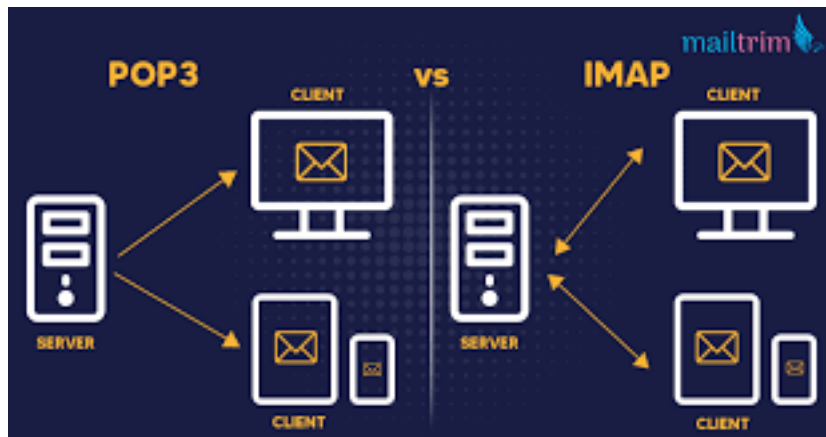 mailtrim
POP3 vs IMAP
CLIENT
CLIENT
SERVER
SERVER
CLIENT
CLIENT